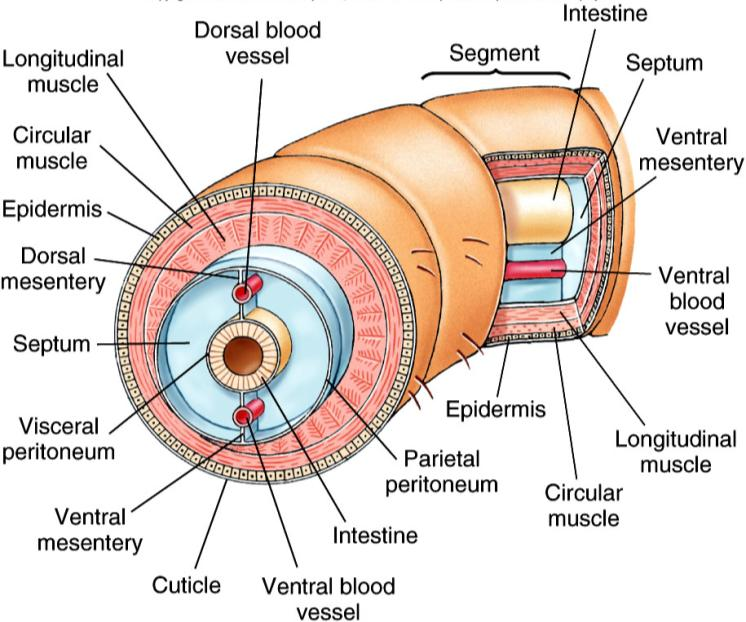 Intestine
Dorsal blood
vessel
Segment
Septum
Longitudinal
muscle
Circular
muscle
Ventral
mesentery
Epidermis
Dorsal
mesentery
Ventral
blood
vessel
Septum
Epidermis
Visceral
peritoneum
Longitudinal
muscle
Parietal
peritoneum
Circular
muscle
Ventral
mesentery
Intestine
Cuticle
Ventral blood
vessel